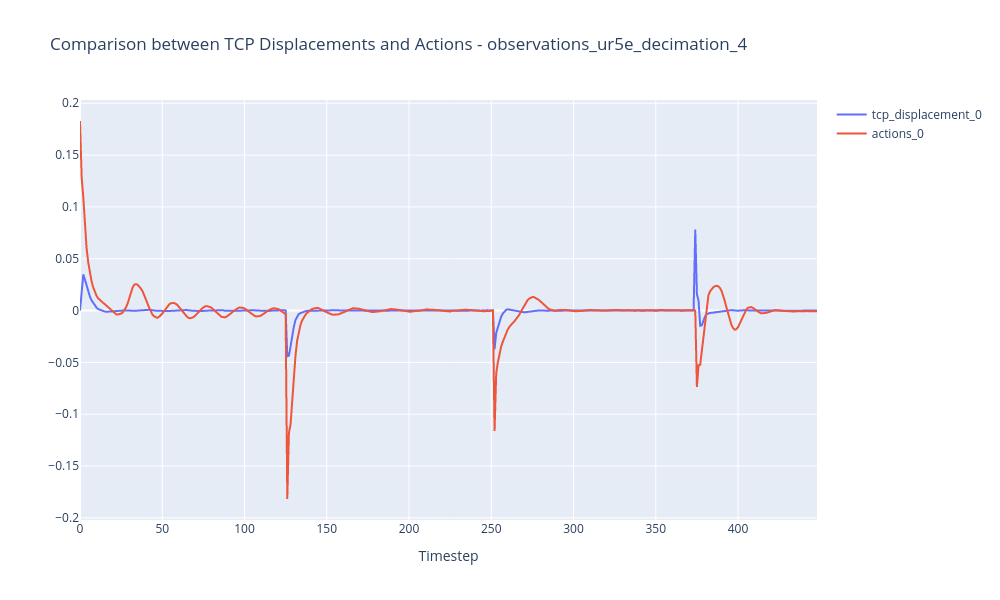 Comparison between TCP Displacements and Actions - observations_ur5e_decimation_4
tcp_displacement_0
actions_0
0.2
0.15
0.1
0.05
0
−0.05
−0.1
−0.15
−0.2
0 50 100 150 200 250 300 350 400
Timestep